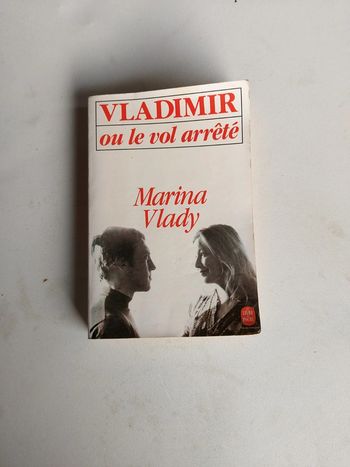 VLADIMIR
ou le vol arrêté
Marina
Vlady